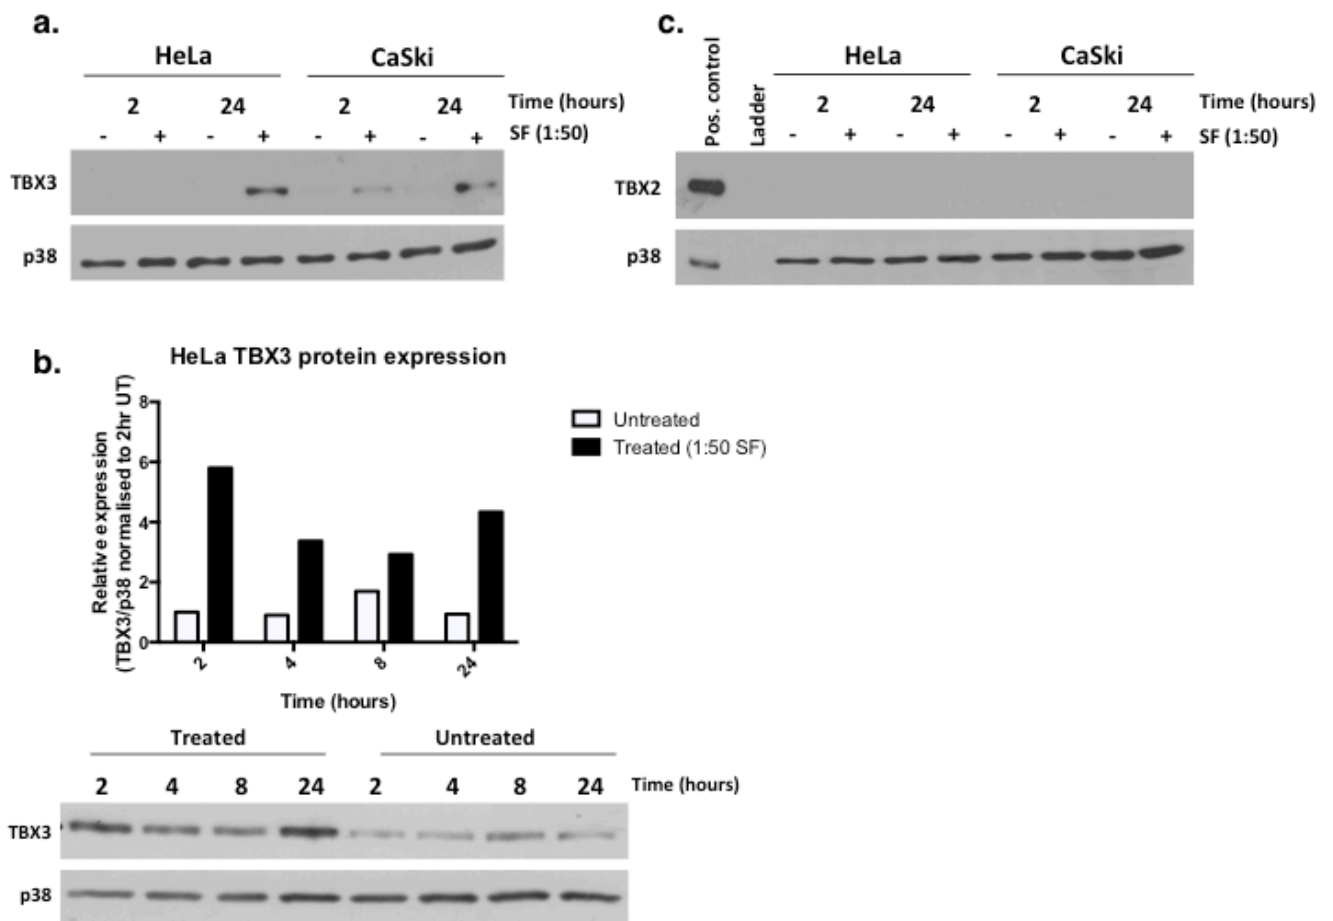 a.
HeLa CaSki
2 24 2 24 Time (hours)
- + - + - + - + SF (1:50)
TBX3
p38
c.
Pos. control
Ladder
HeLa CaSki
2 24 2 24 Time (hours)
- + - + - + - + SF (1:50)
TBX2
p38
b.
HeLa TBX3 protein expression
Relative expression
(TBX3/p38 normalised to 2hr UT)
8
6
4
2
0
2 4 8 24
Time (hours)
Untreated
Treated (1:50 SF)
Treated Untreated
2 4 8 24 2 4 8 24 Time (hours)
TBX3
p38